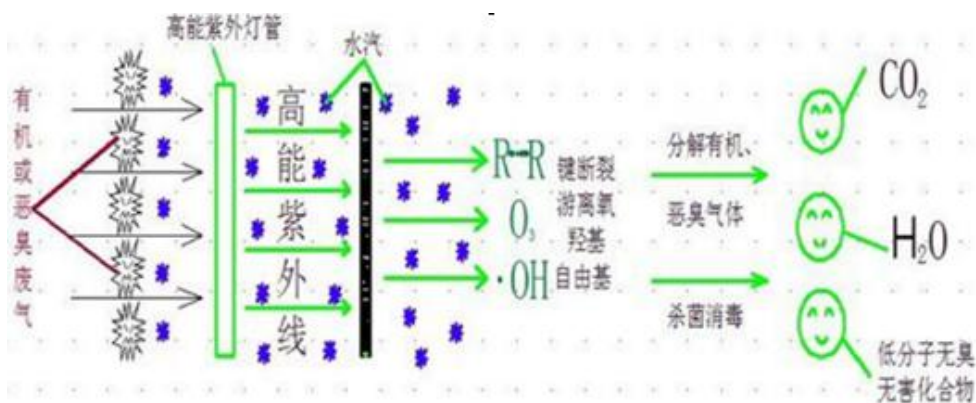 高能紫外灯管
水汽
有机或恶臭废气
高能紫外线
R=R 键断裂
O₃ 游离氧
羟基
·OH 自由基
分解有机、
恶臭气体
杀菌消毒
CO₂
H₂O
低分子无臭
无害化合物